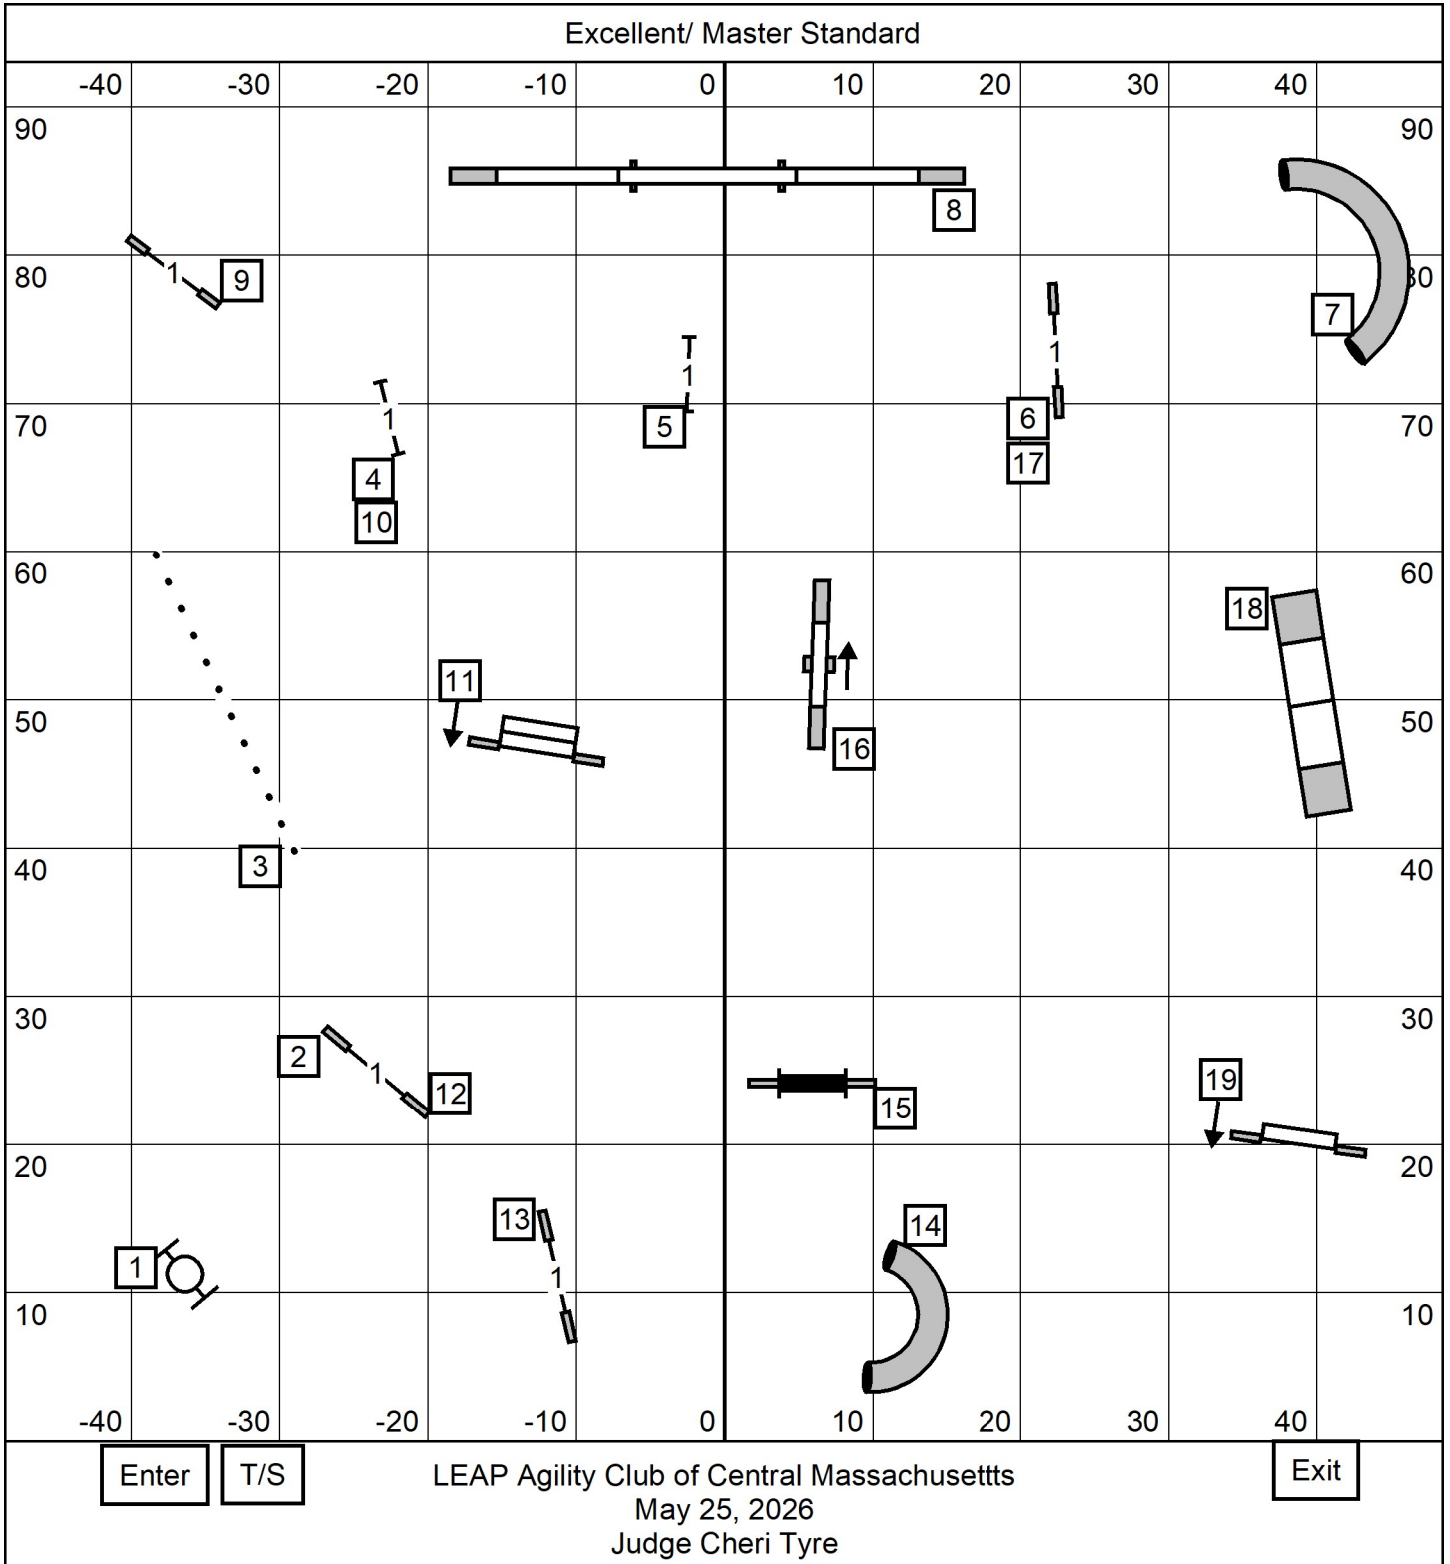 Excellent/ Master Standard
-40 -30 -20 -10 0 10 20 30 40
90 90
8
80 9 80
7
1
1
1
5 6
70 1 70
4 17
10
60 60
18
11
50 16 50
3
40 40
30 30
2 1 12 19
15
20 20
13 14
1 1
10 10
-40 -30 -20 -10 0 10 20 30 40
Enter T/S Exit
LEAP Agility Club of Central Massachusettts
May 25, 2026
Judge Cheri Tyre